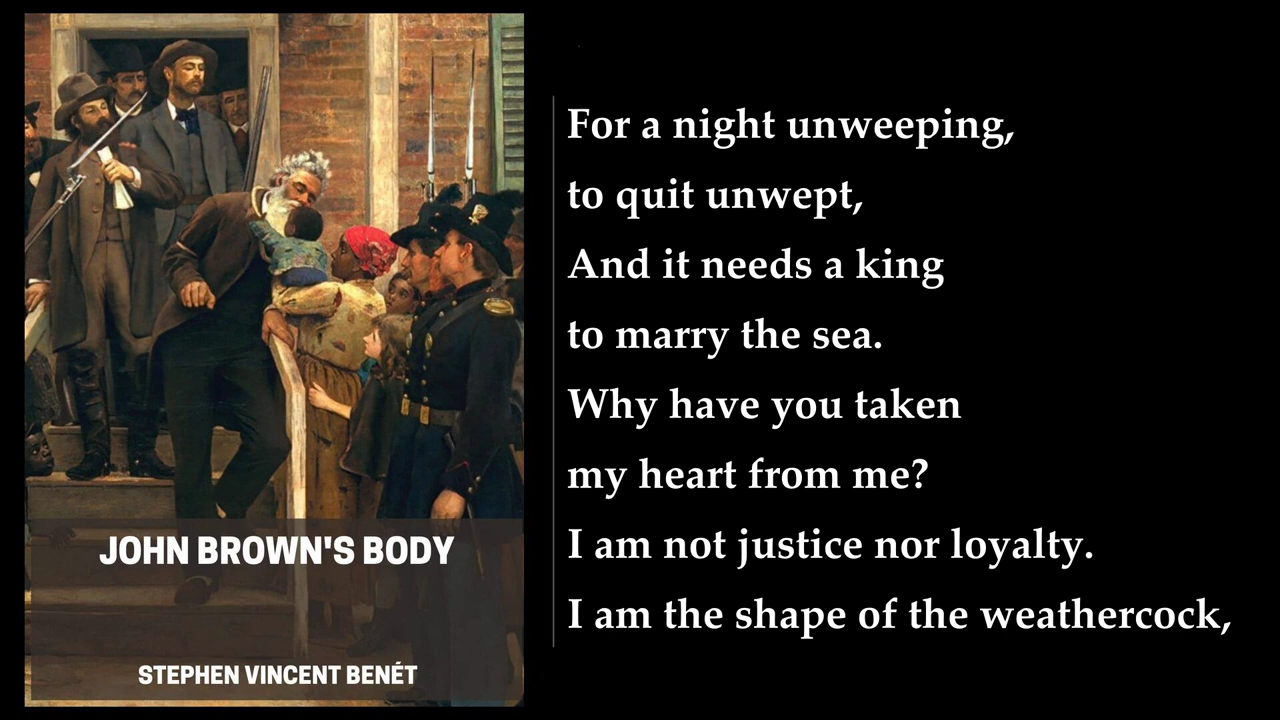 JOHN BROWN'S BODY
STEPHEN VINCENT BENÉT
For a night unweeping,
to quit unwept,
And it needs a king
to marry the sea.
Why have you taken
my heart from me?
I am not justice nor loyalty.
I am the shape of the weathercock,